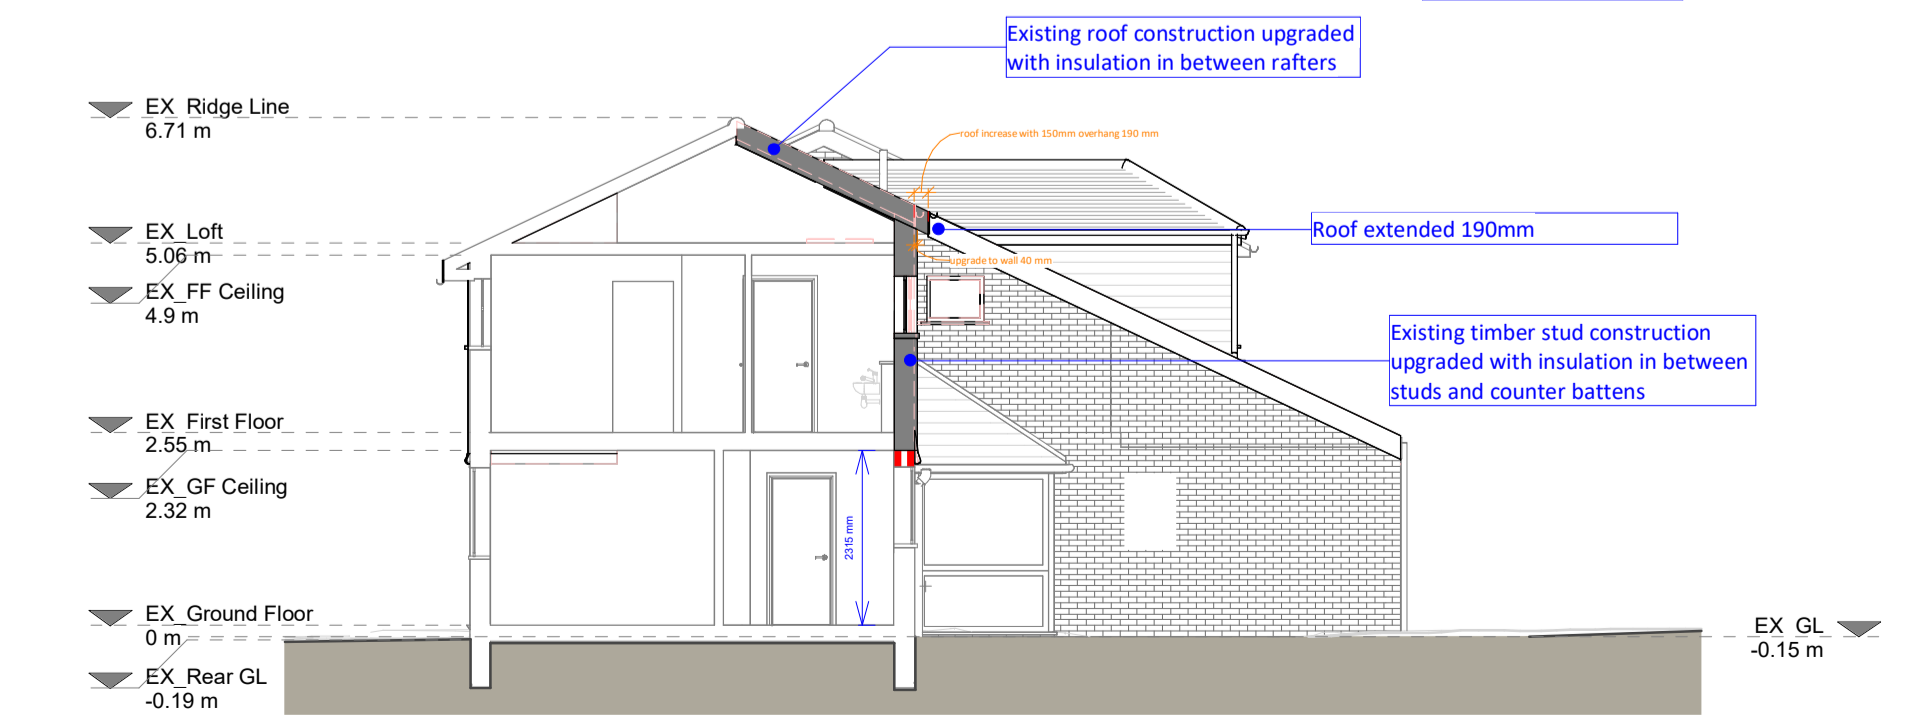 Existing roof construction upgraded
with insulation in between rafters
EX_Ridge Line
6.71 m
roof increase with 150mm overhang 190 mm
EX_Loft
5.06 m
Roof extended 190mm
upgrade to wall 40 mm
EX_FF Ceiling
4.9 m
Existing timber stud construction
upgraded with insulation in between
studs and counter battens
EX_First Floor
2.55 m
EX_GF Ceiling
2.32 m
2315 mm
EX_Ground Floor
0 m
EX_GL
-0.15 m
EX_Rear GL
-0.19 m